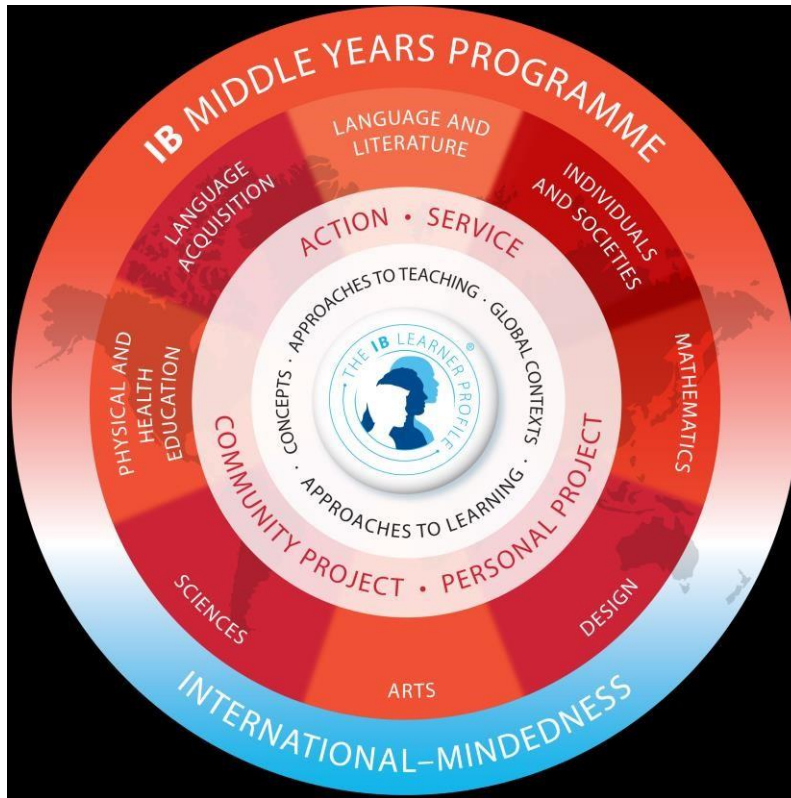 IB MIDDLE YEARS PROGRAMME
LANGUAGE AND
LITERATURE
INDIVIDUALS
AND SOCIETIES
MATHEMATICS
DESIGN
ARTS
SCIENCES
PHYSICAL AND
HEALTH
EDUCATION
LANGUAGE
ACQUISITION
ACTION • SERVICE
PERSONAL PROJECT •
COMMUNITY PROJECT
APPROACHES TO TEACHING ·
GLOBAL CONTEXTS ·
APPROACHES TO LEARNING ·
CONCEPTS ·
THE IB LEARNER PROFILE ®
INTERNATIONAL–MINDEDNESS